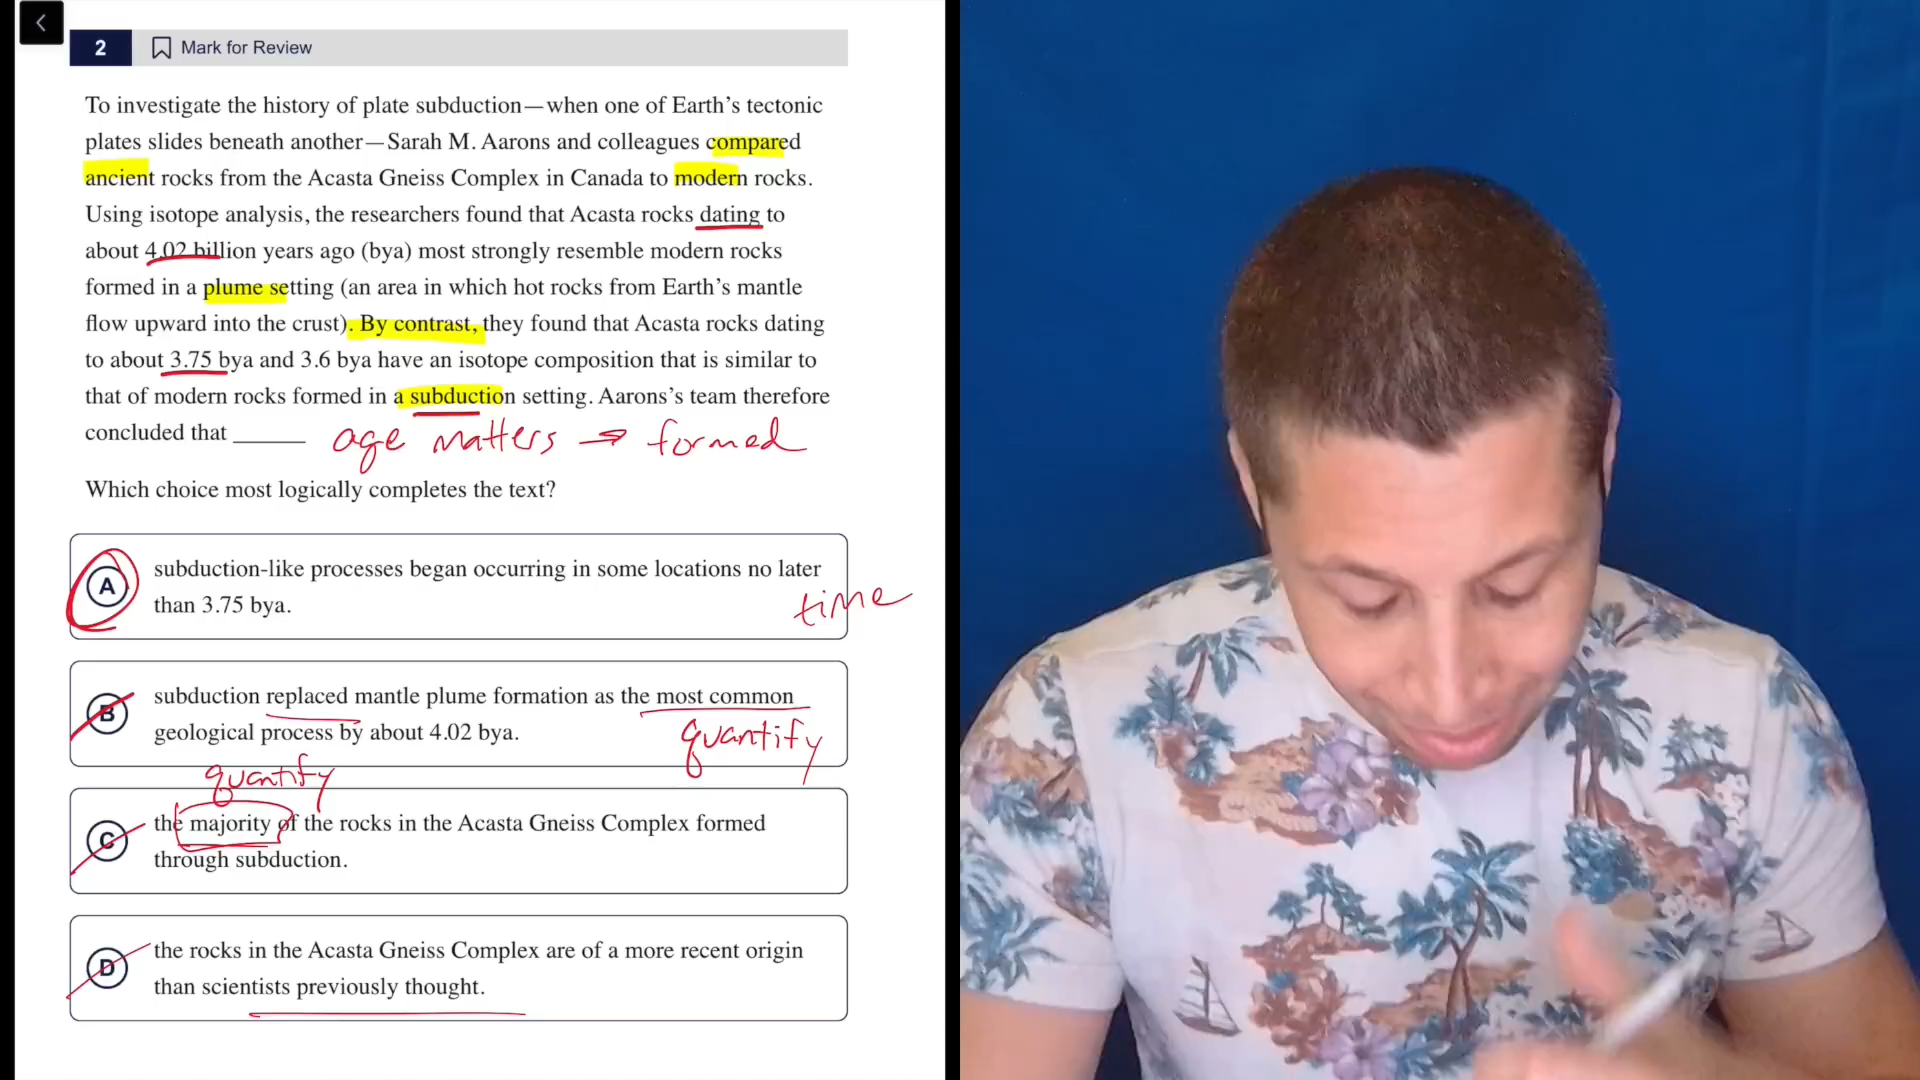 2 Mark for Review
To investigate the history of plate subduction—when one of Earth's tectonic
plates slides beneath another—Sarah M. Aarons and colleagues compared
ancient rocks from the Acasta Gneiss Complex in Canada to modern rocks.
Using isotope analysis, the researchers found that Acasta rocks dating to
about 4.02 billion years ago (bya) most strongly resemble modern rocks
formed in a plume setting (an area in which hot rocks from Earth's mantle
flow upward into the crust). By contrast, they found that Acasta rocks dating
to about 3.75 bya and 3.6 bya have an isotope composition that is similar to
that of modern rocks formed in a subduction setting. Aarons's team therefore
concluded that ______ age matters → formed
Which choice most logically completes the text?
A subduction-like processes began occurring in some locations no later
than 3.75 bya.
time
B subduction replaced mantle plume formation as the most common
geological process by about 4.02 bya.
quantify
quantify
C the majority of the rocks in the Acasta Gneiss Complex formed
through subduction.
D the rocks in the Acasta Gneiss Complex are of a more recent origin
than scientists previously thought.